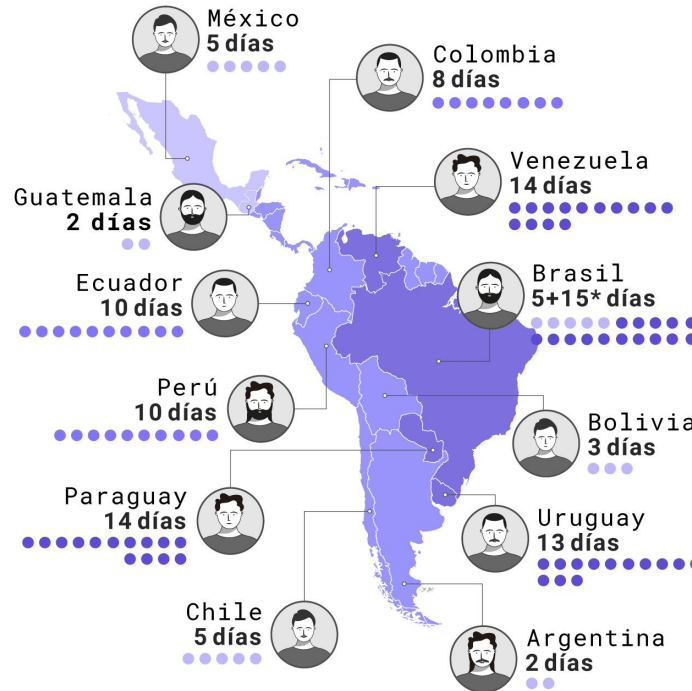 México
5 días
Colombia
8 días
Venezuela
14 días
Guatemala
2 días
Ecuador
10 días
Brasil
5+15* días
Perú
10 días
Bolivia
3 días
Paraguay
14 días
Uruguay
13 días
Chile
5 días
Argentina
2 días